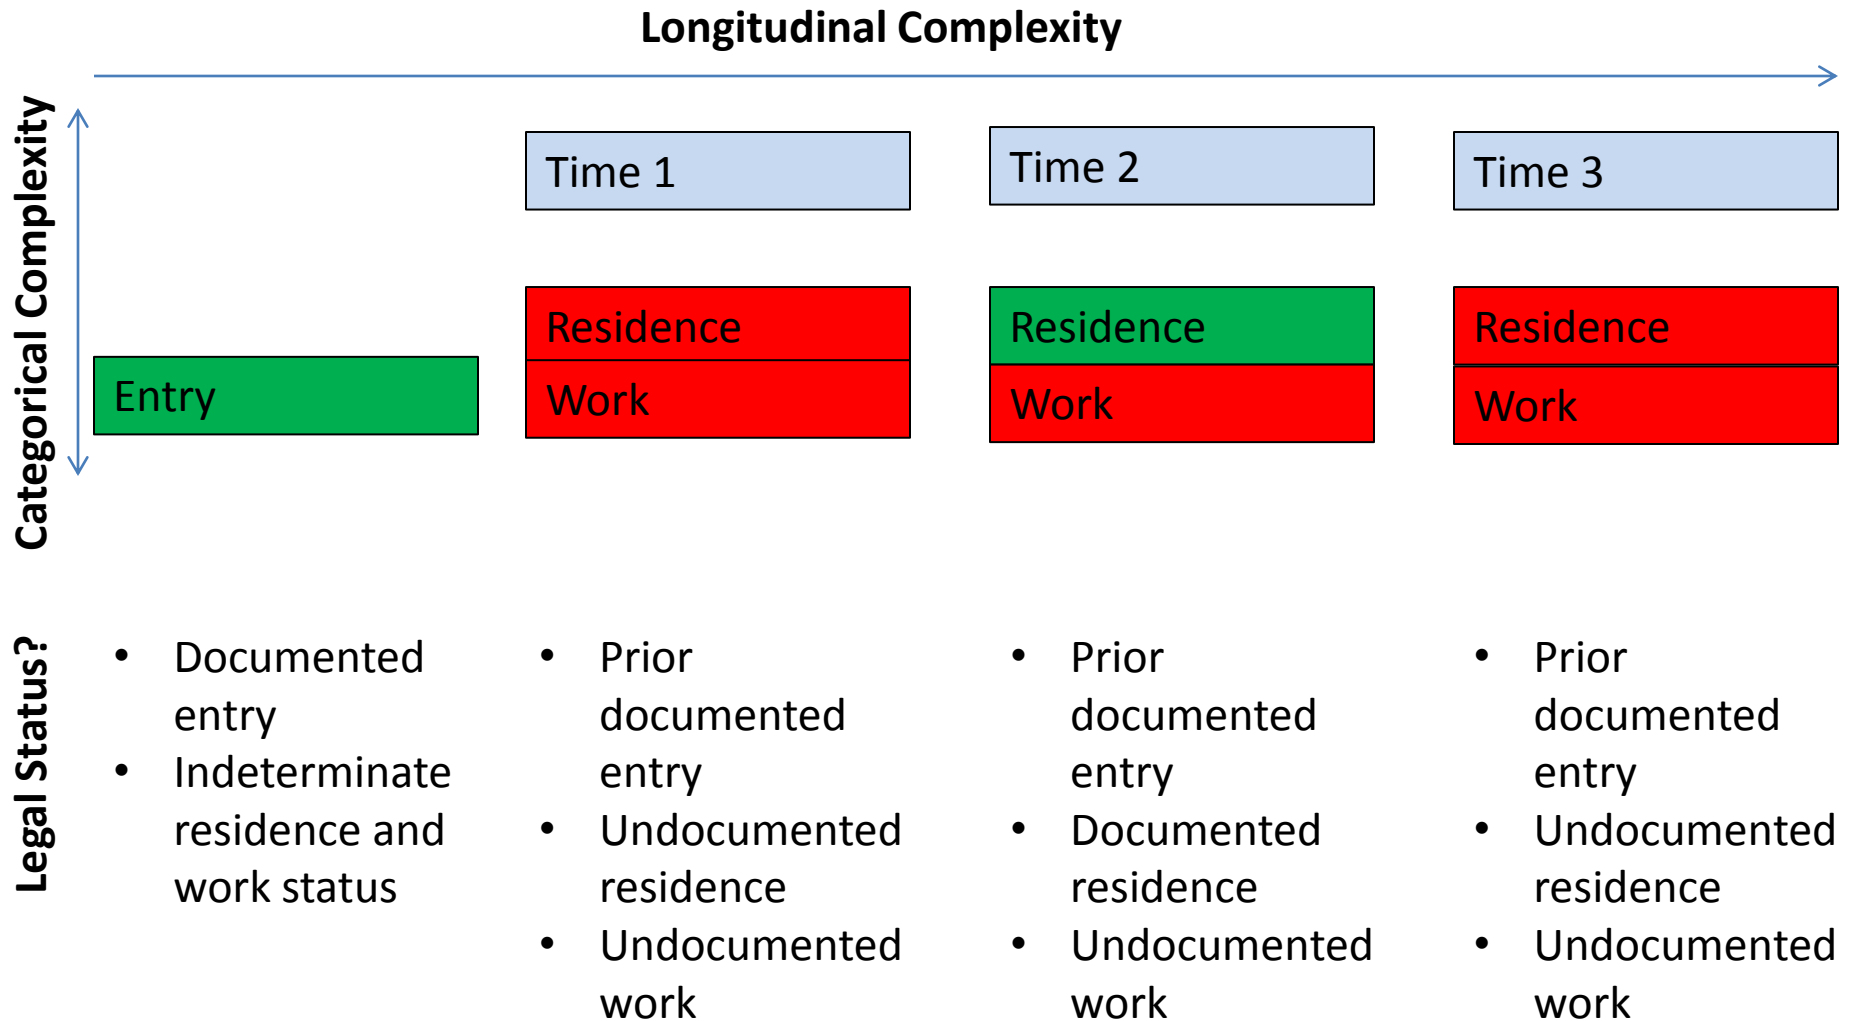 Longitudinal Complexity
Categorical Complexity
Time 1
Time 2
Time 3
Entry
Residence
Work
Residence
Work
Residence
Work
Legal Status?
• Documented
entry
• Indeterminate
residence and
work status
• Prior
documented
entry
• Undocumented
residence
• Undocumented
work
• Prior
documented
entry
• Documented
residence
• Undocumented
work
• Prior
documented
entry
• Undocumented
residence
• Undocumented
work